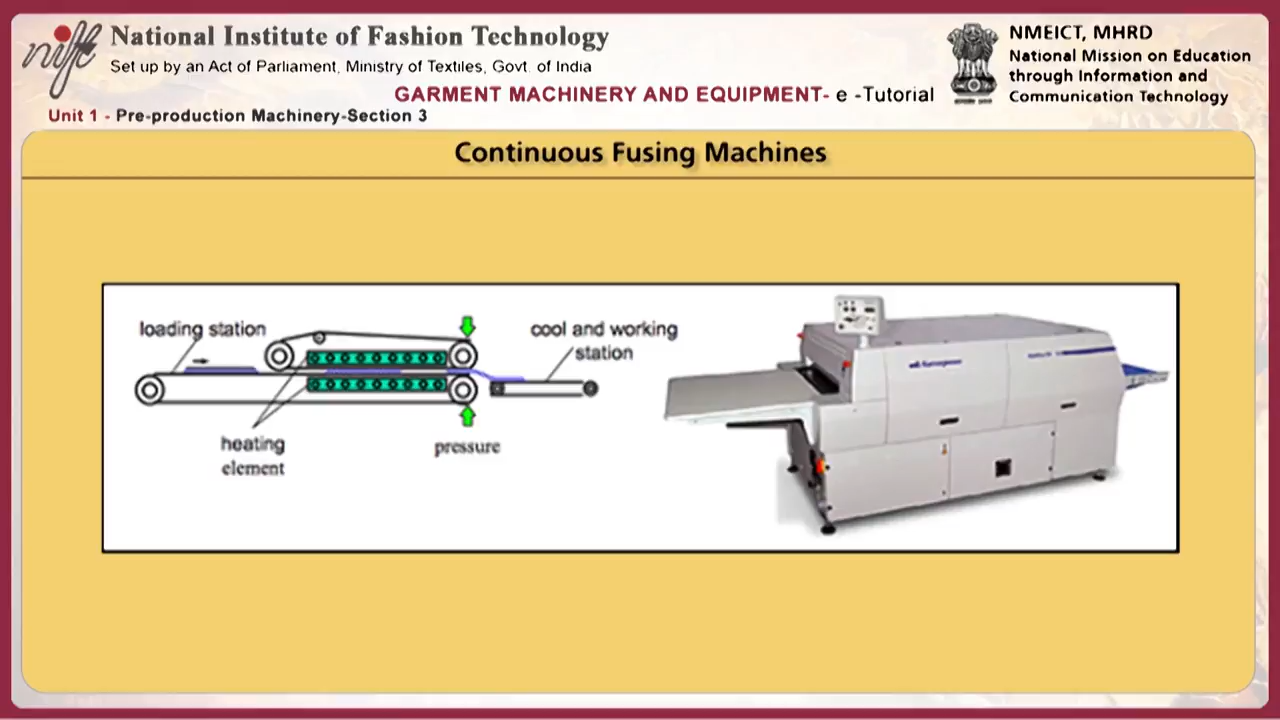 nift
National Institute of Fashion Technology
Set up by an Act of Parliament, Ministry of Textiles, Govt. of India
NMEICT, MHRD
National Mission on Education
through Information and
Communication Technology
GARMENT MACHINERY AND EQUIPMENT- e -Tutorial
Unit 1 - Pre-production Machinery-Section 3
Continuous Fusing Machines
loading station
cool and working
station
heating
element
pressure